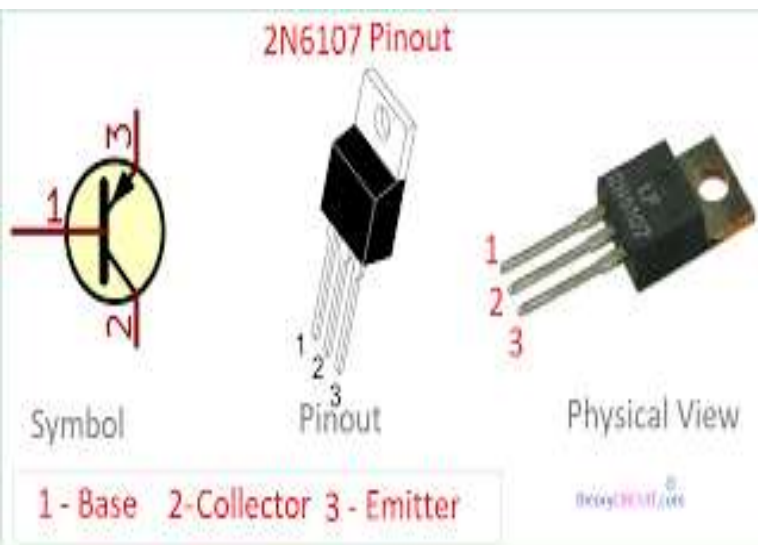 2N6107 Pinout
3
1
2
1
2
3
1
2
3
Symbol
Pinout
Physical View
1 - Base 2-Collector 3 - Emitter